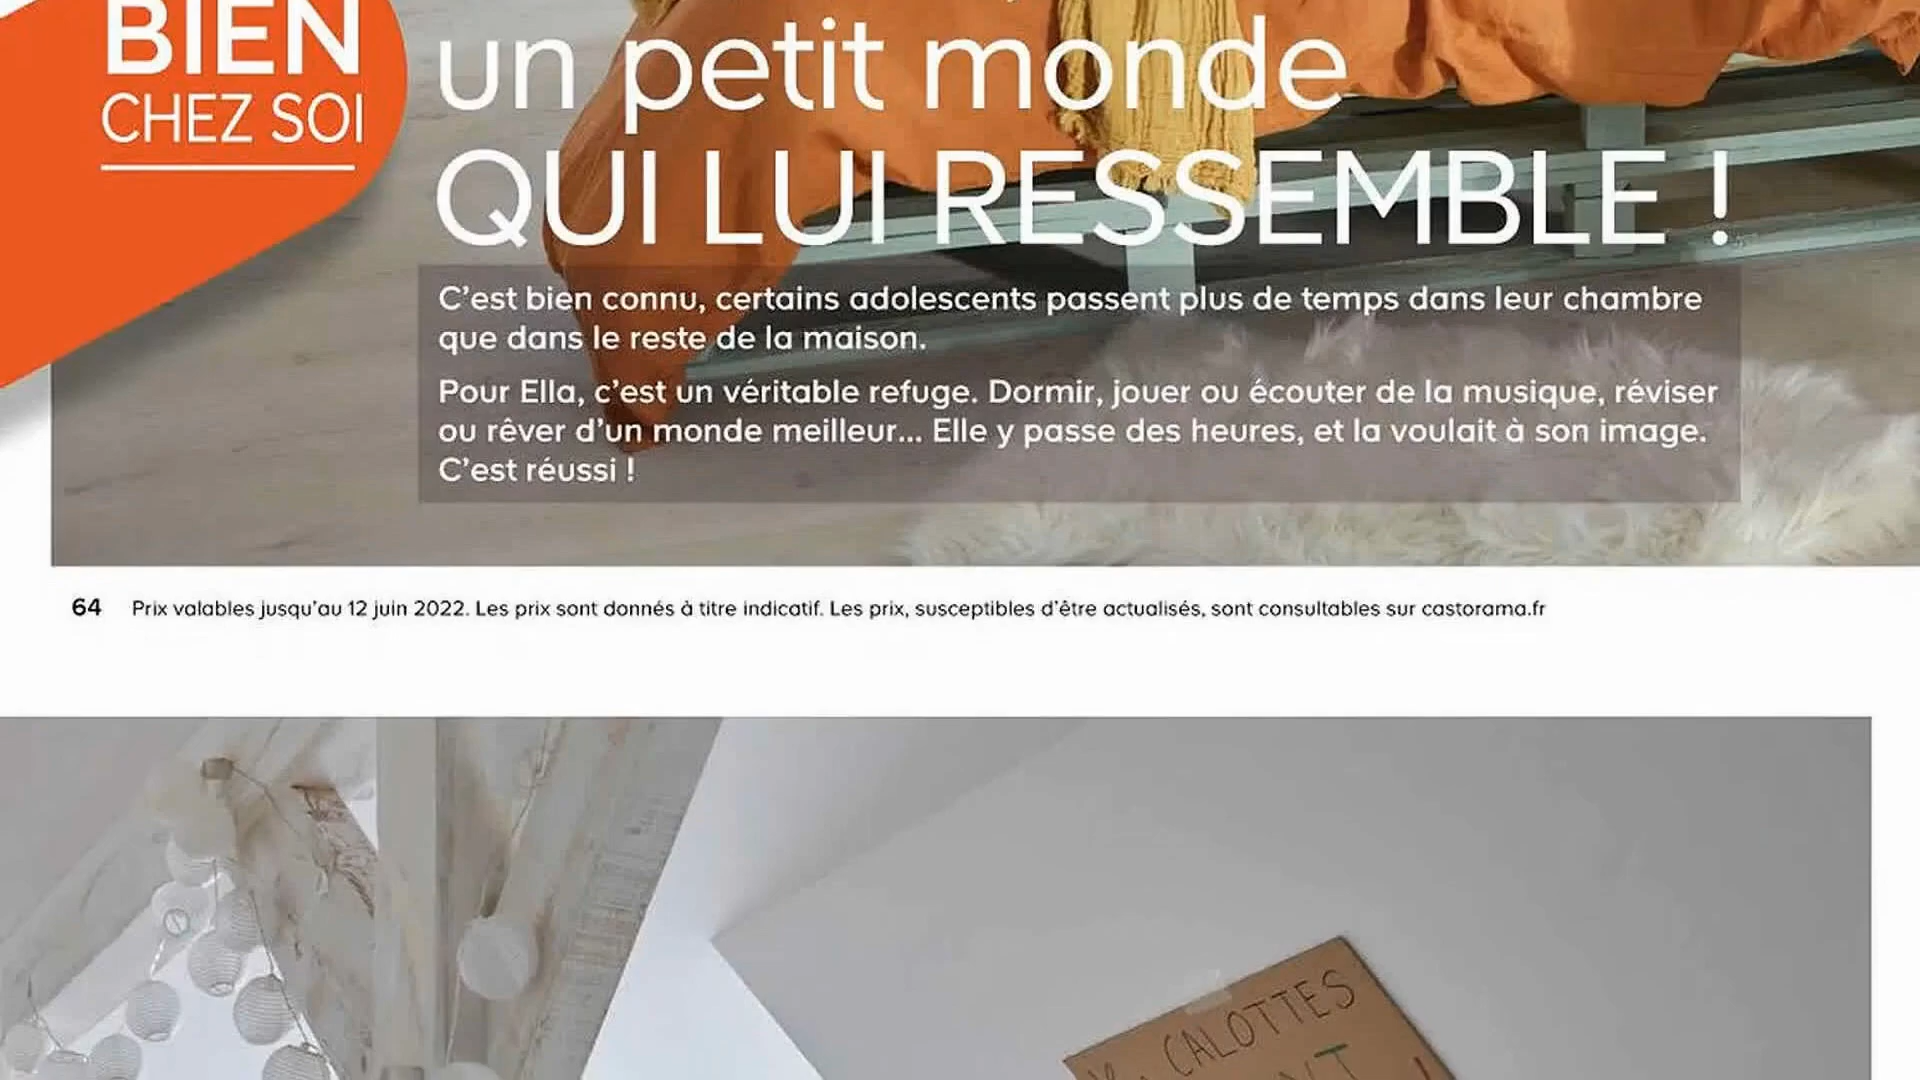 BIEN
CHEZ SOI
un petit monde
QUI LUI RESSEMBLE !
C’est bien connu, certains adolescents passent plus de temps dans leur chambre
que dans le reste de la maison.
Pour Ella, c’est un véritable refuge. Dormir, jouer ou écouter de la musique, réviser
ou rêver d’un monde meilleur... Elle y passe des heures, et la voulait à son image.
C’est réussi !
64 Prix valables jusqu’au 12 juin 2022. Les prix sont donnés à titre indicatif. Les prix, susceptibles d’être actualisés, sont consultables sur castorama.fr
CALOTTES